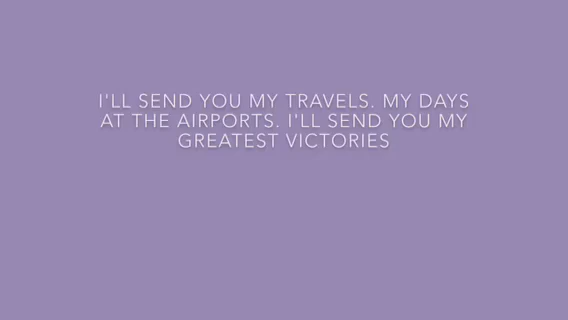 I'LL SEND YOU MY TRAVELS. MY DAYS
AT THE AIRPORTS. I'LL SEND YOU MY
GREATEST VICTORIES